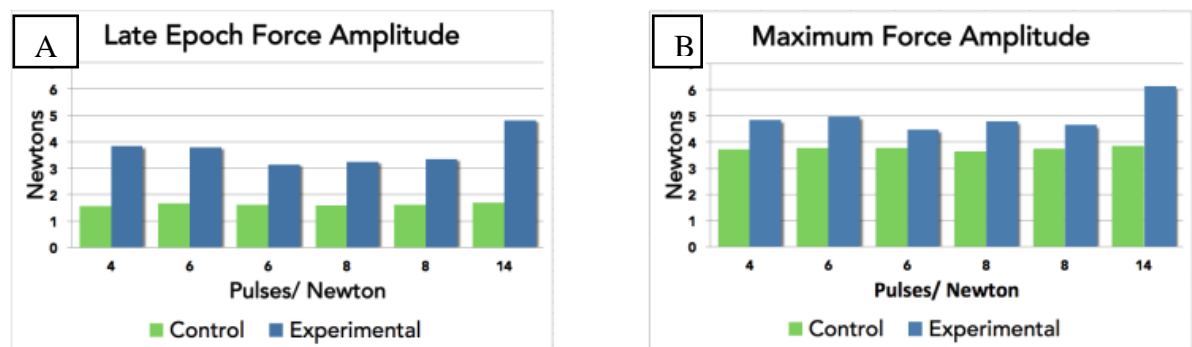 A
Late Epoch Force Amplitude
6
5
4
3
2
1
0
Newtons
4 6 6 8 8 14
Pulses/ Newton
Control Experimental
B
Maximum Force Amplitude
6
5
4
3
2
1
0
Newtons
4 6 6 8 8 14
Pulses/ Newton
Control Experimental